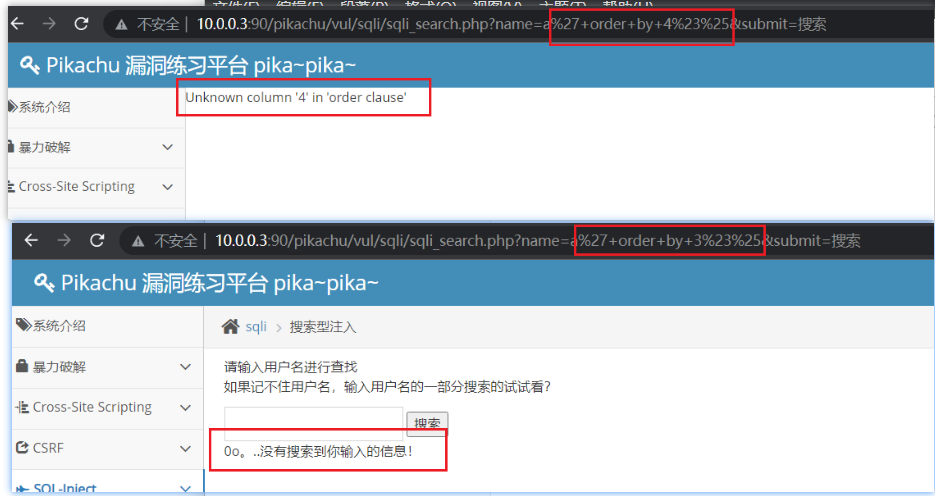 不安全 | 10.0.0.3:90/pikachu/vul/sqli/sqli_search.php?name=a%27+order+by+4%23%25&submit=搜索
Pikachu 漏洞练习平台 pika~pika~
系统介绍
Unknown column '4' in 'order clause'
暴力破解
Cross-Site Scripting
不安全 | 10.0.0.3:90/pikachu/vul/sqli/sqli_search.php?name=a%27+order+by+3%23%25&submit=搜索
Pikachu 漏洞练习平台 pika~pika~
系统介绍
sqli > 搜索型注入
暴力破解
请输入用户名进行查找
如果记不住用户名，输入用户名的一部分搜索的试试看?
Cross-Site Scripting
搜索
CSRF
0o。..没有搜索到你输入的信息!
SQL-Inject